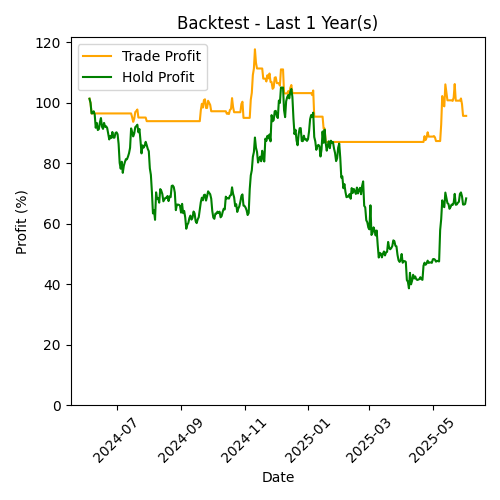 Backtest - Last 1 Year(s)
Trade Profit
Hold Profit
Profit (%)
120
100
80
60
40
20
0
2024-07
2024-09
2024-11
2025-01
2025-03
2025-05
Date